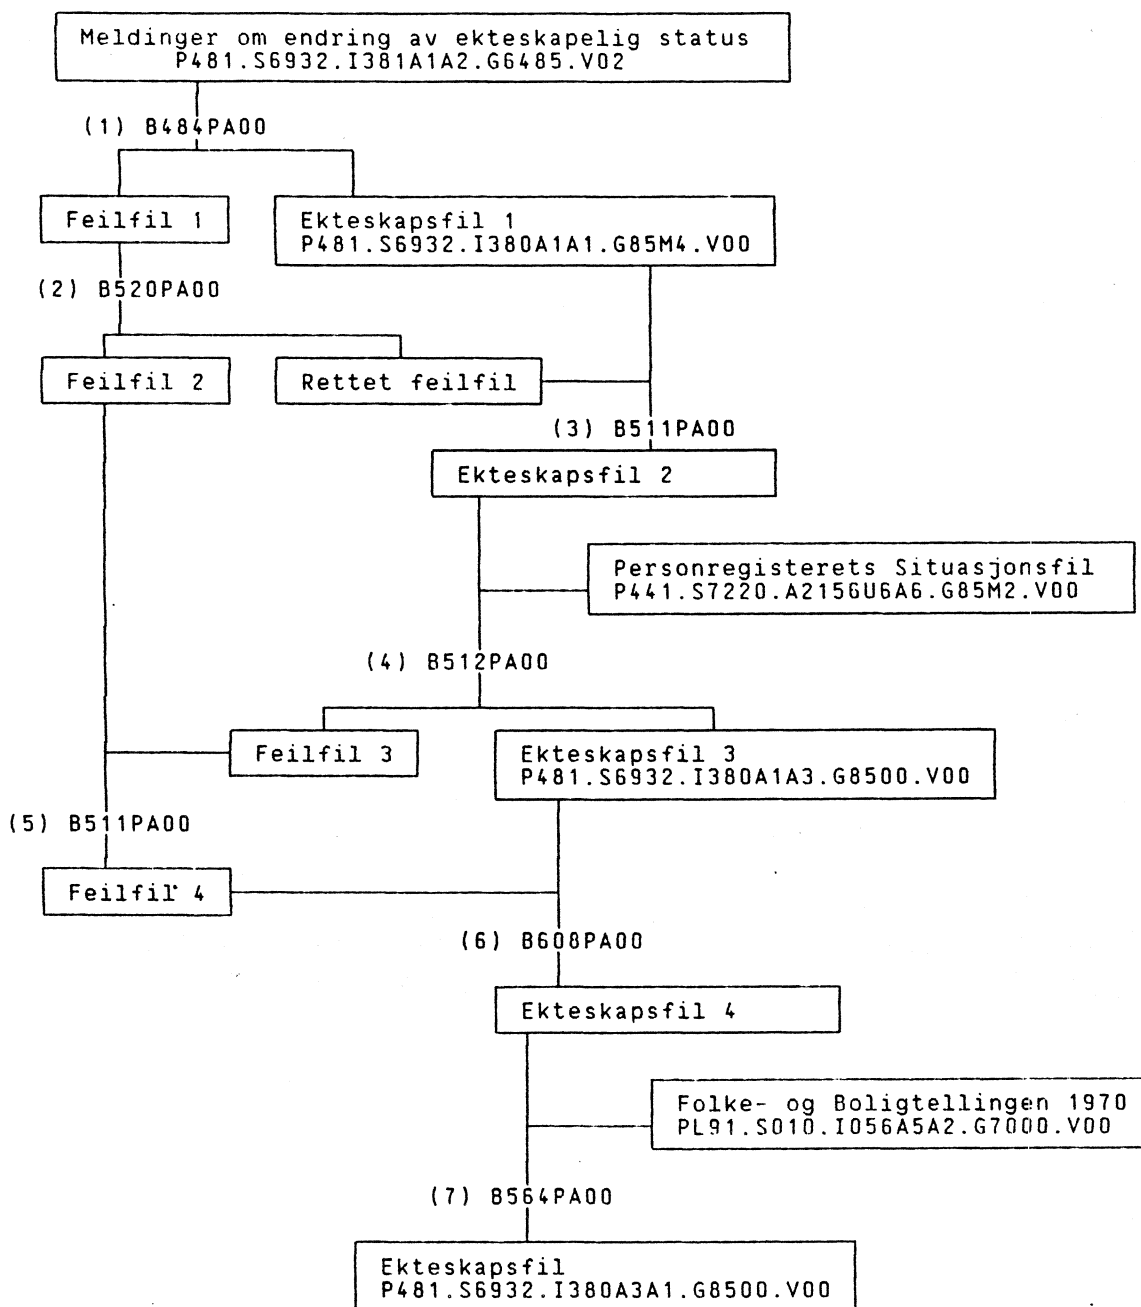 Meldinger om endring av ekteskapelig status
P481.S6932.I381A1A2.G6485.V02
(1) B484PA00
Feilfil 1
Ekteskapsfil 1
P481.S6932.I380A1A1.G85M4.V00
(2) B520PA00
Feilfil 2
Rettet feilfil
(3) B511PA00
Ekteskapsfil 2
Personregisterets Situasjonsfil
P441.S7220.A2156U6A6.G85M2.V00
(4) B512PA00
Feilfil 3
Ekteskapsfil 3
P481.S6932.I380A1A3.G8500.V00
(5) B511PA00
Feilfil 4
(6) B608PA00
Ekteskapsfil 4
Folke- og Boligtellingen 1970
PL91.S010.I056A5A2.G7000.V00
(7) B564PA00
Ekteskapsfil
P481.S6932.I380A3A1.G8500.V00